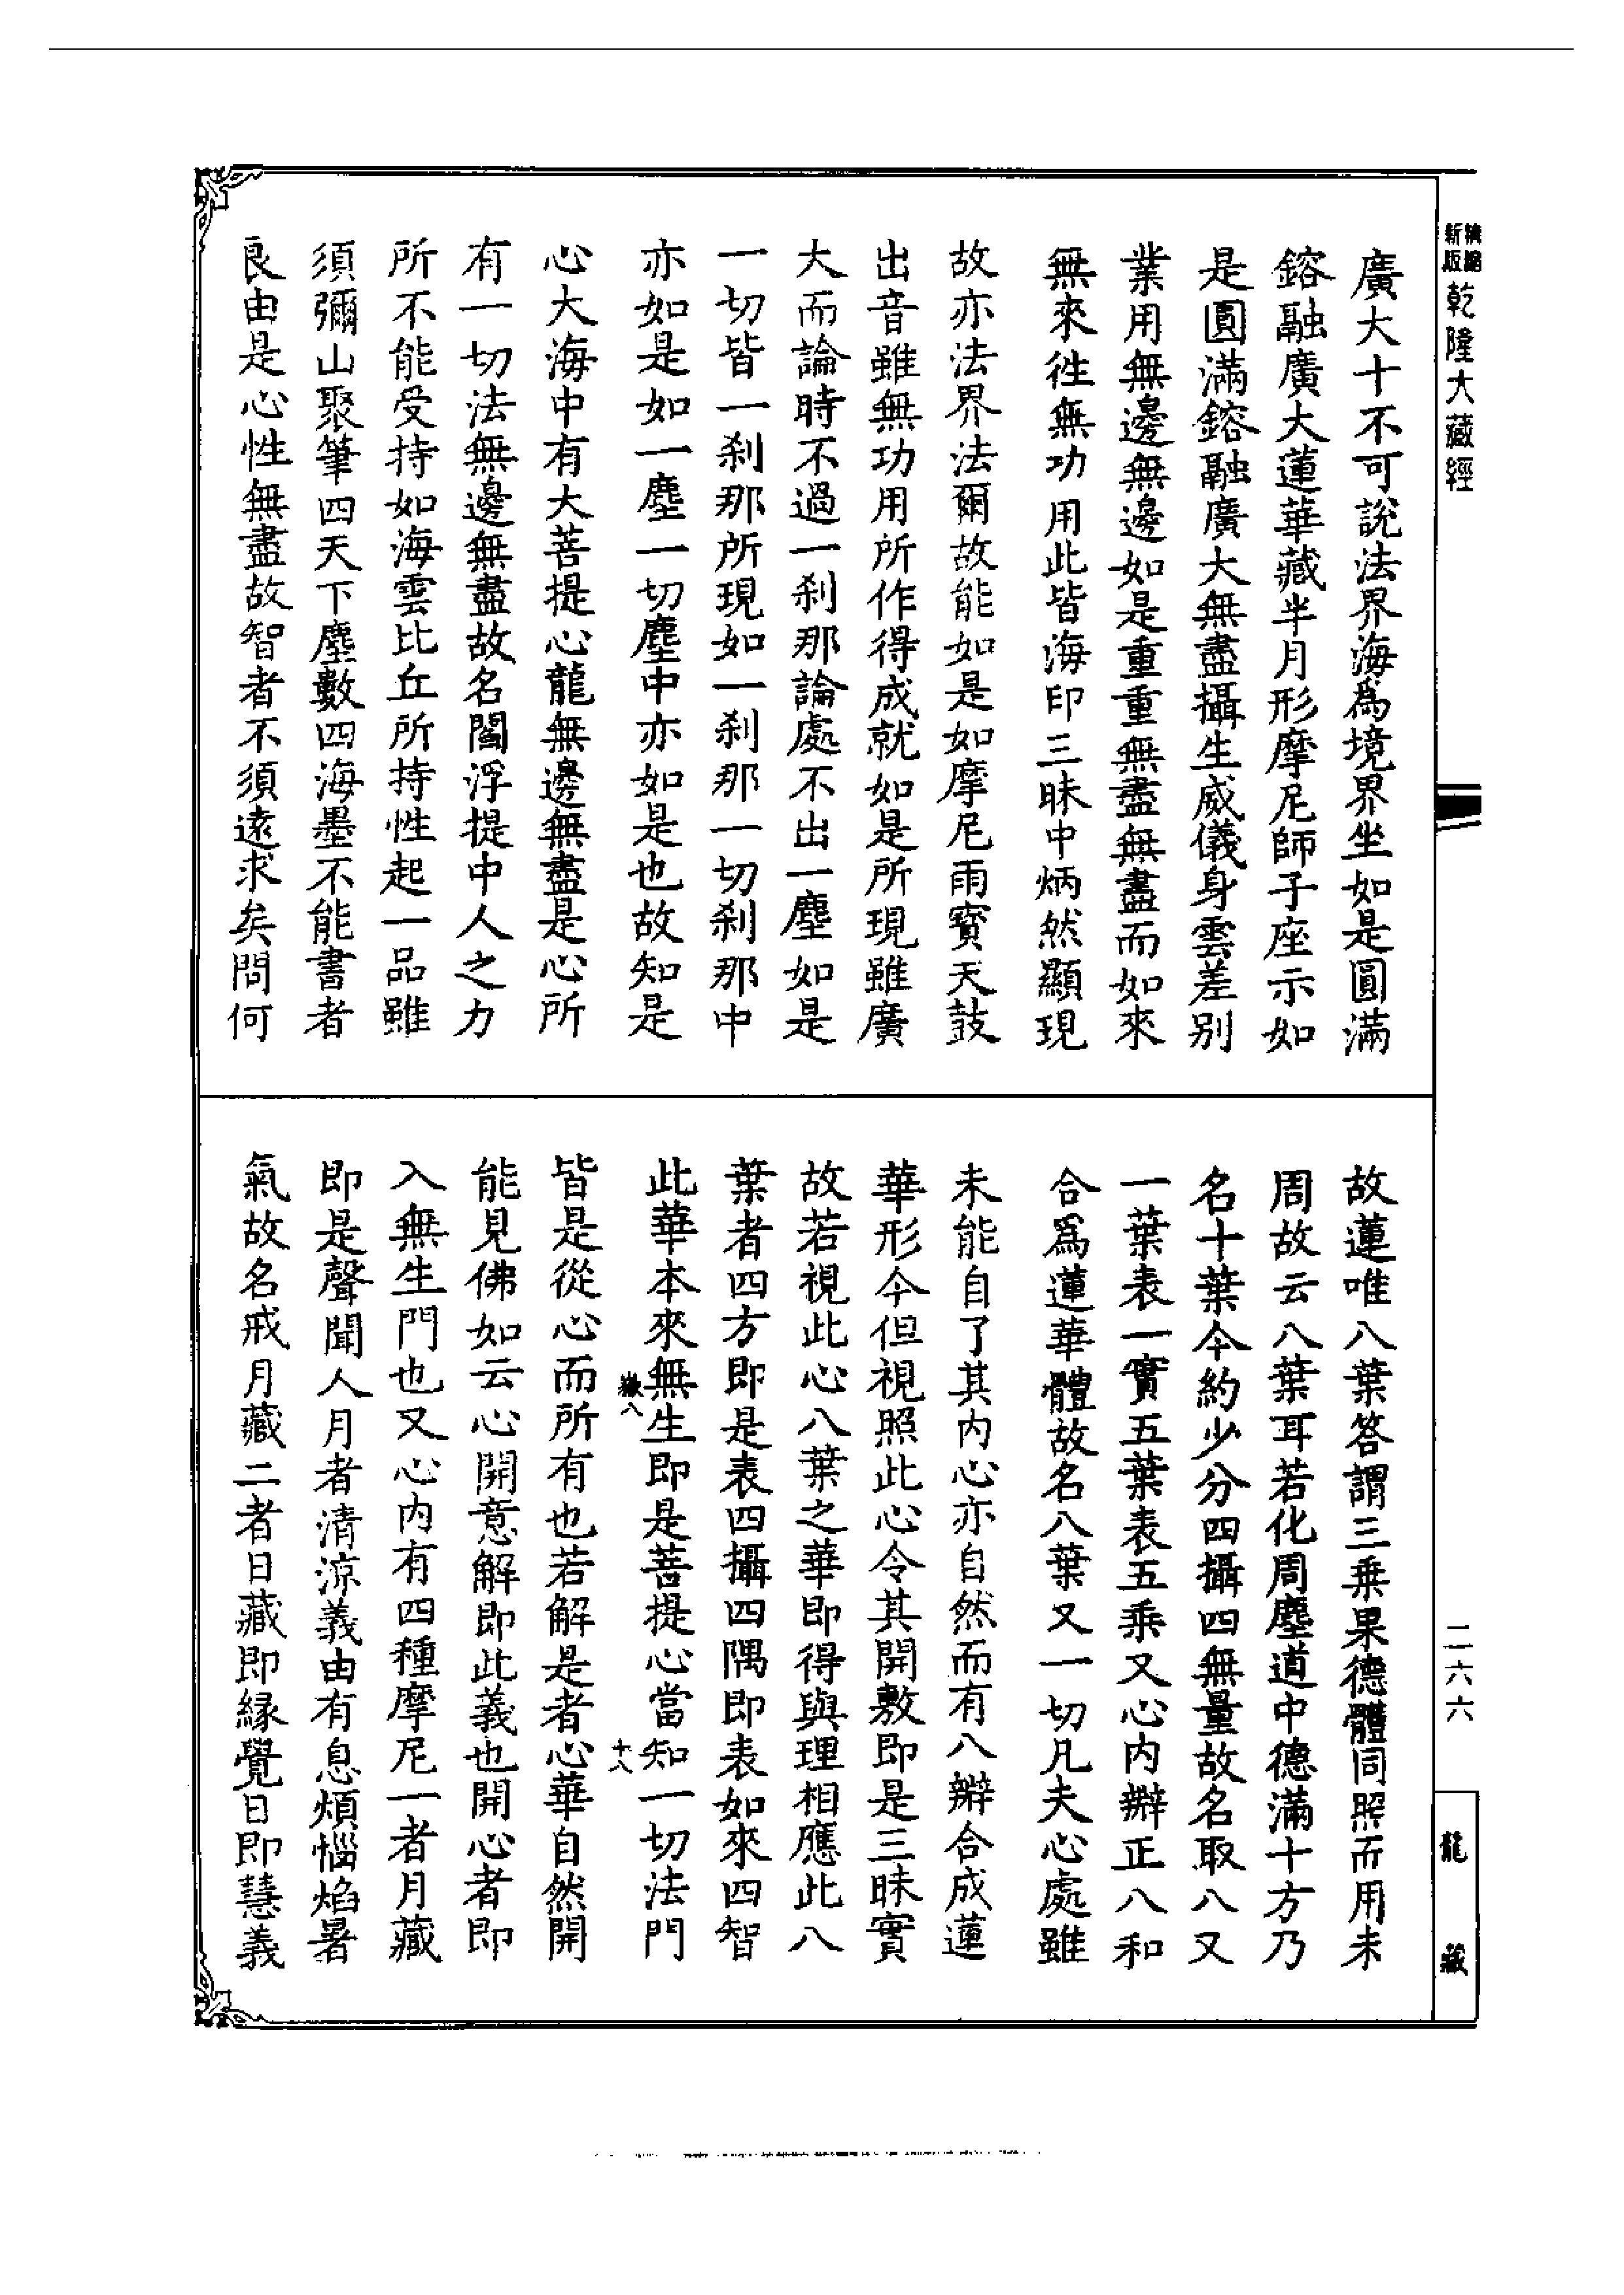 精縮新版乾隆大藏經
廣大十不可說法界海為境界坐如是圓滿
鎔融廣大蓮華藏半月形摩尼師子座示如
是圓滿鎔融廣大無盡攝生威儀身雲差別
業用無邊無邊如是重重無盡無盡而如來
無來徃無功用此皆海印三昧中炳然顯現
故亦法界法爾故能如是如摩尼雨寳天鼓
出音雖無功用所作得成就如是所現雖廣
大而論時不過一刹那論處不出一塵如是
一切皆一刹那所現如一刹那一切刹那中
亦如是如一塵一切塵中亦如是也故知是
心大海中有大菩提心龍無邊無盡是心所
有一切法無邊無盡故名閻浮提中人之力
所不能受持如海雲比丘所持性起一品雖
須彌山聚筆四天下塵數四海墨不能書者
良由是心性無盡故智者不須遠求矣問何
故蓮唯八葉答謂三乗果德體同照而用未
周故云八葉耳若化周塵道中德滿十方乃
名十葉今約少分四攝四無量故名取八又
一葉表一實五葉表五乘又心内辦正八和
合爲蓮華體故名八葉又一切凡夫心處雖
未能自了其内心亦自然而有八辦合成蓮
華形今但視照此心令其開敷即是三昧實
故若視此心八葉之華即得與理相應此八
葉者四方即是表四攝四隅即表如來四智
此華本來無生即是菩提心當知一切法門
嶽八
十八
皆是從心而所有也若解是者心華自然開
能見佛如云心開意解即此義也開心者即
入無生門也又心内有四種摩尼一者月藏
即是聲聞人月者清涼義由有息煩惱焰暑
氣故名戒月藏二者日藏即緣覺日即慧義
二六六
龍藏